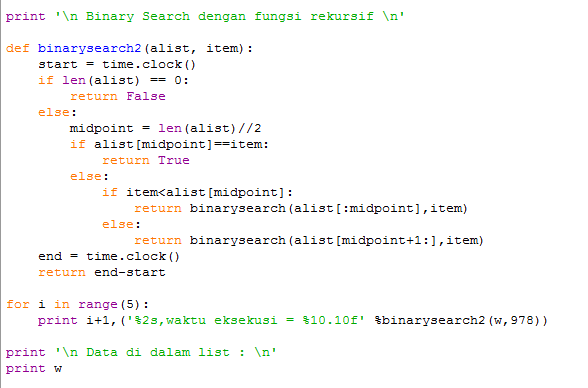 print '\n Binary Search dengan fungsi rekursif \n'
def binarysearch2(alist, item):
    start = time.clock()
    if len(alist) == 0:
        return False
    else:
        midpoint = len(alist)//2
        if alist[midpoint]==item:
            return True
        else:
            if item<alist[midpoint]:
                return binarysearch(alist[:midpoint],item)
            else:
                return binarysearch(alist[midpoint+1:],item)
    end = time.clock()
    return end-start
for i in range(5):
    print i+1,('%2s,waktu eksekusi = %10.10f' %binarysearch2(w,978))
print '\n Data di dalam list : \n'
print w